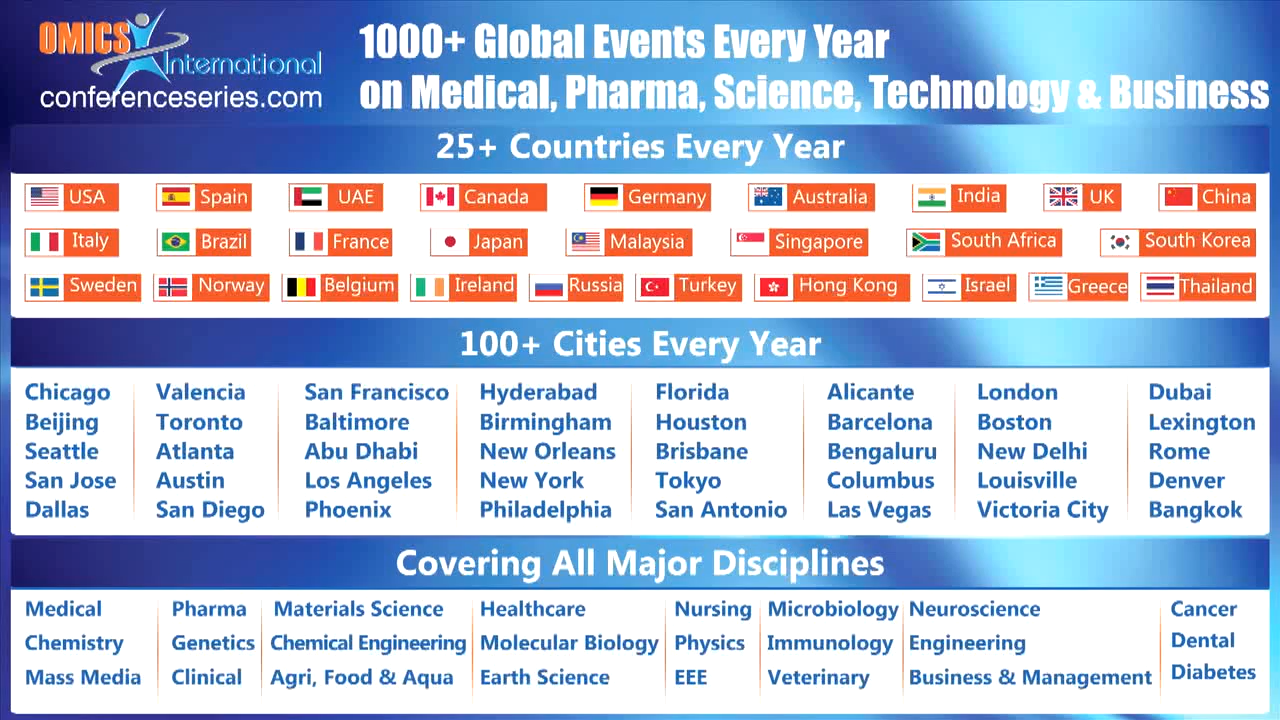 OMICS International
conferenceseries.com
1000+ Global Events Every Year
on Medical, Pharma, Science, Technology & Business
25+ Countries Every Year
USA Spain UAE Canada Germany Australia India UK China
Italy Brazil France Japan Malaysia Singapore South Africa South Korea
Sweden Norway Belgium Ireland Russia Turkey Hong Kong Israel Greece Thailand
100+ Cities Every Year
Chicago Valencia San Francisco Hyderabad Florida Alicante London Dubai
Beijing Toronto Baltimore Birmingham Houston Barcelona Boston Lexington
Seattle Atlanta Abu Dhabi New Orleans Brisbane Bengaluru New Delhi Rome
San Jose Austin Los Angeles New York Tokyo Columbus Louisville Denver
Dallas San Diego Phoenix Philadelphia San Antonio Las Vegas Victoria City Bangkok
Covering All Major Disciplines
Medical Pharma Materials Science Healthcare Nursing Microbiology Neuroscience Cancer
Chemistry Genetics Chemical Engineering Molecular Biology Physics Immunology Engineering Dental
Mass Media Clinical Agri, Food & Aqua Earth Science EEE Veterinary Business & Management Diabetes